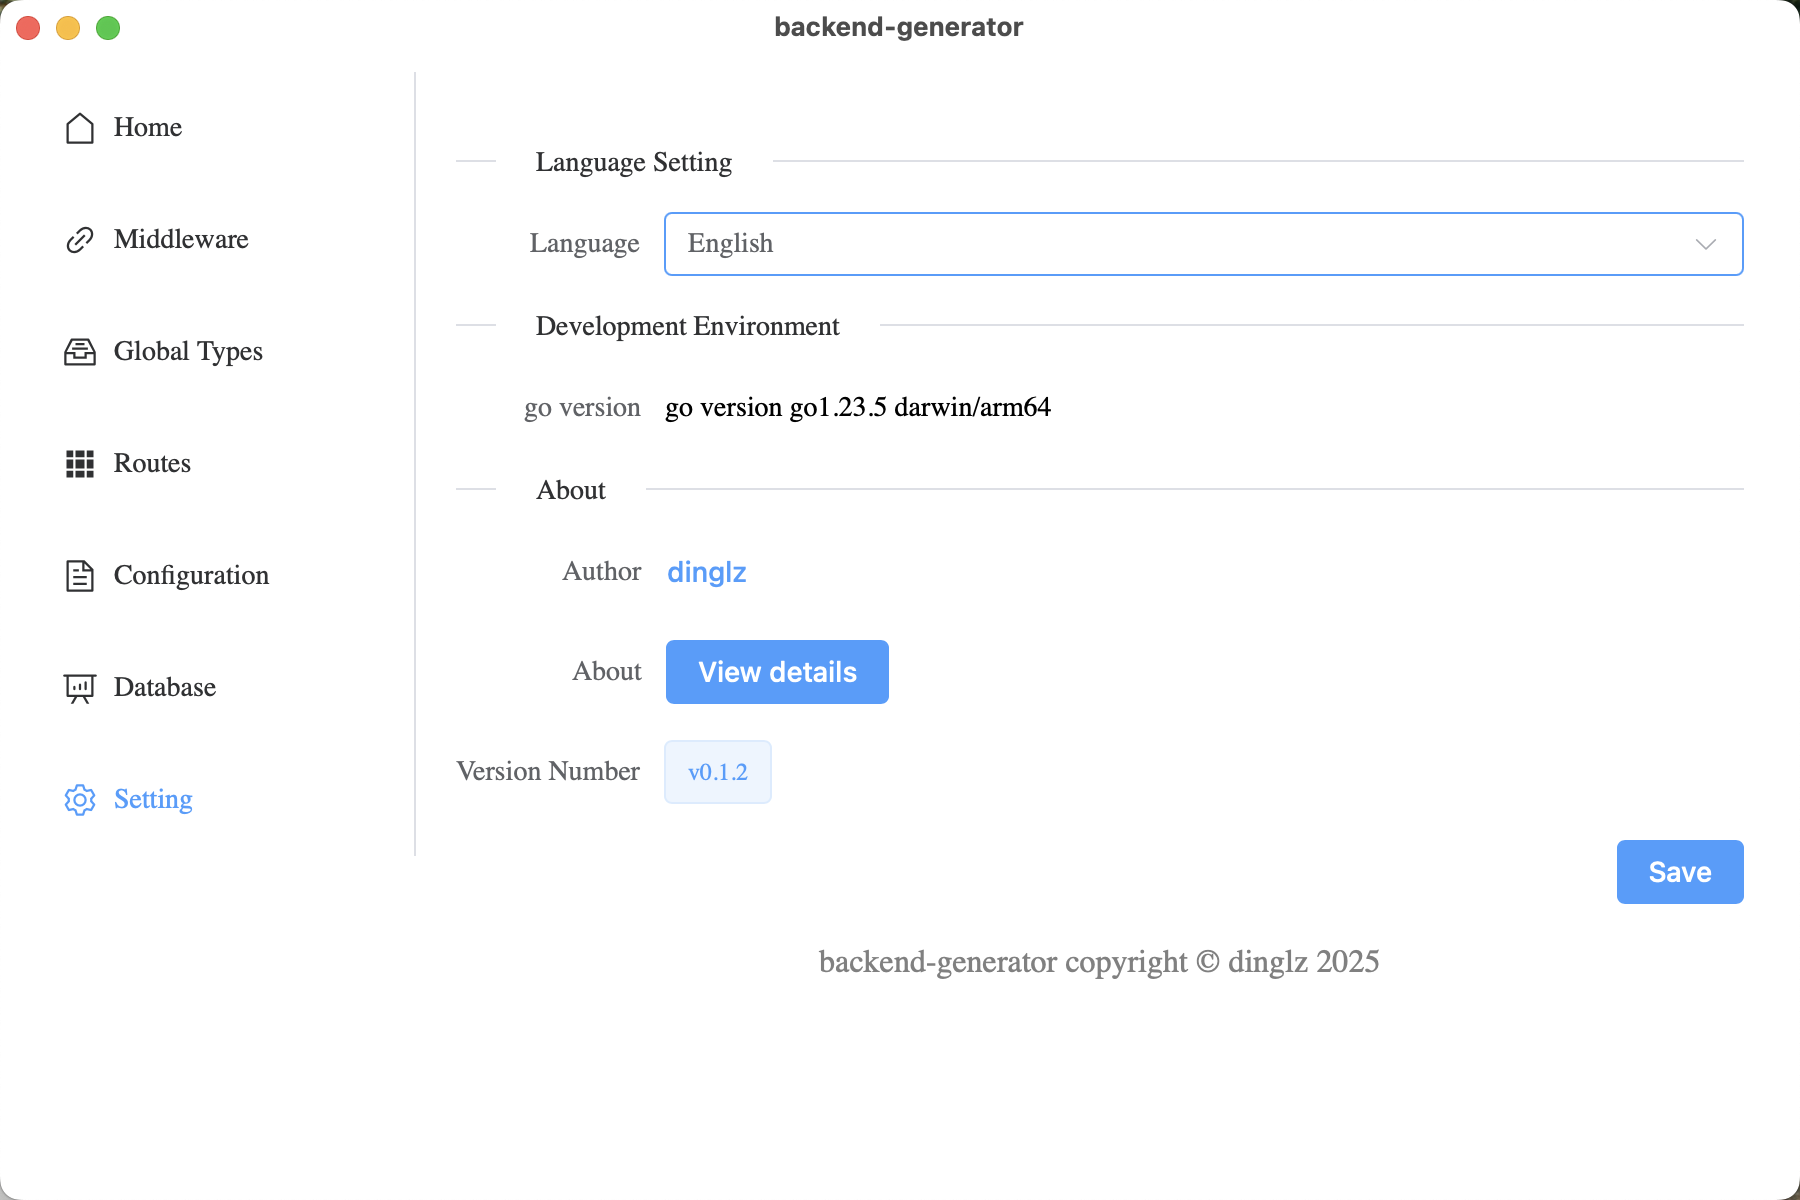 backend-generator
Home
Middleware
Global Types
Routes
Configuration
Database
Setting
Language Setting
Language English
Development Environment
go version go version go1.23.5 darwin/arm64
About
Author dinglz
About View details
Version Number v0.1.2
Save
backend-generator copyright © dinglz 2025